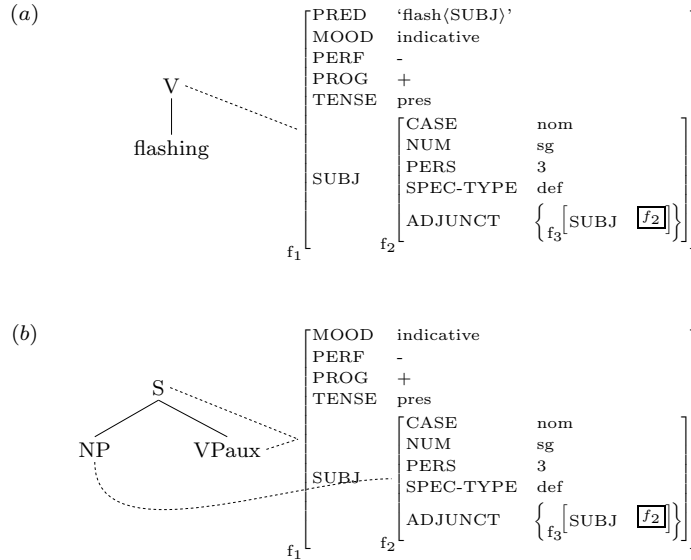 (a)
V
flashing
PRED ‘flash⟨SUBJ⟩’
MOOD indicative
PERF -
PROG +
TENSE pres
SUBJ
CASE nom
NUM sg
PERS 3
SPEC-TYPE def
ADJUNCT { f3 [SUBJ f2] }
f1 f2
(b)
S
NP VPaux
MOOD indicative
PERF -
PROG +
TENSE pres
SUBJ
CASE nom
NUM sg
PERS 3
SPEC-TYPE def
ADJUNCT { f3 [SUBJ f2] }
f1 f2